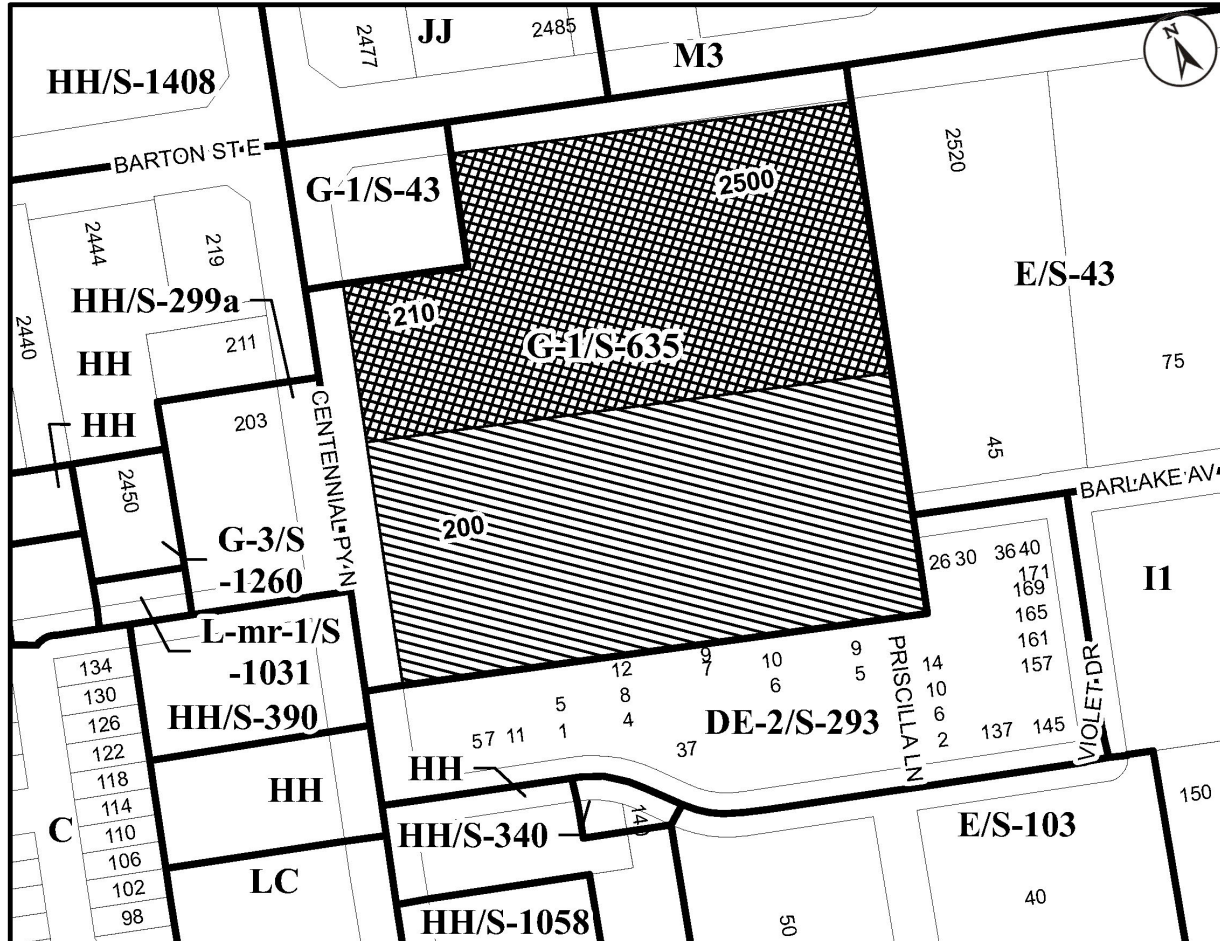 2477
JJ
2485
M3
N
HH/S-1408
BARTON ST E
G-1/S-43
2500
2520
2444
219
E/S-43
HH/S-299a
210
G-1/S-635
2440
HH
211
75
HH
203
CENTENNIAL PY N
45
2450
200
BARLAKE AV
G-3/S
-1260
26 30 36 40
171
169
I1
165
161
157
L-mr-1/S
-1031
HH/S-390
134
130
126
122
118
114
110
106
102
98
C
12
8
4
9
7
10
6
9
5
5
1
57 11
37
DE-2/S-293
PRISCILLA LN
14
10
6
2
137
145
VIOLET DR
HH
HH
HH/S-340
140
E/S-103
150
LC
40
HH/S-1058
50